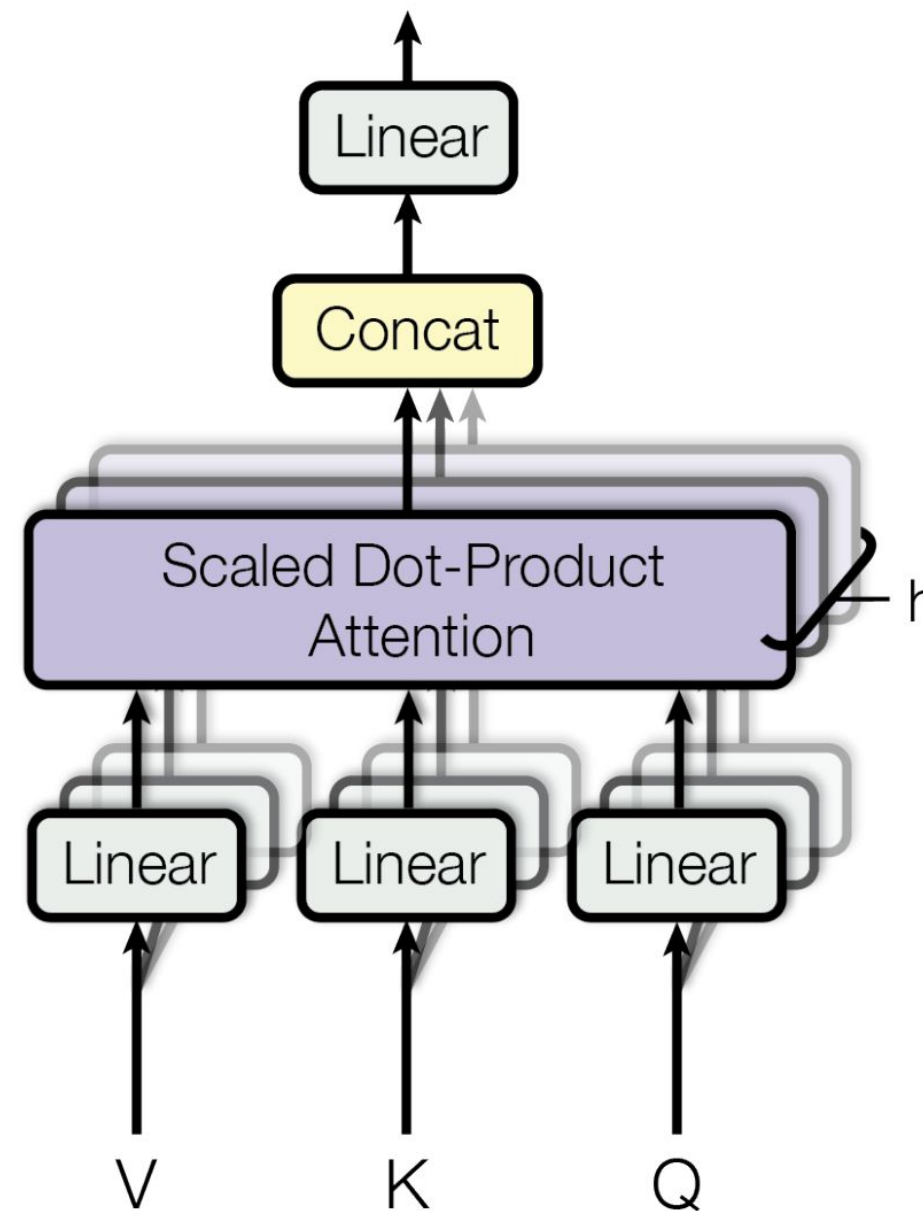 Linear
Concat
Scaled Dot-Product
Attention
h
Linear
Linear
Linear
V
K
Q